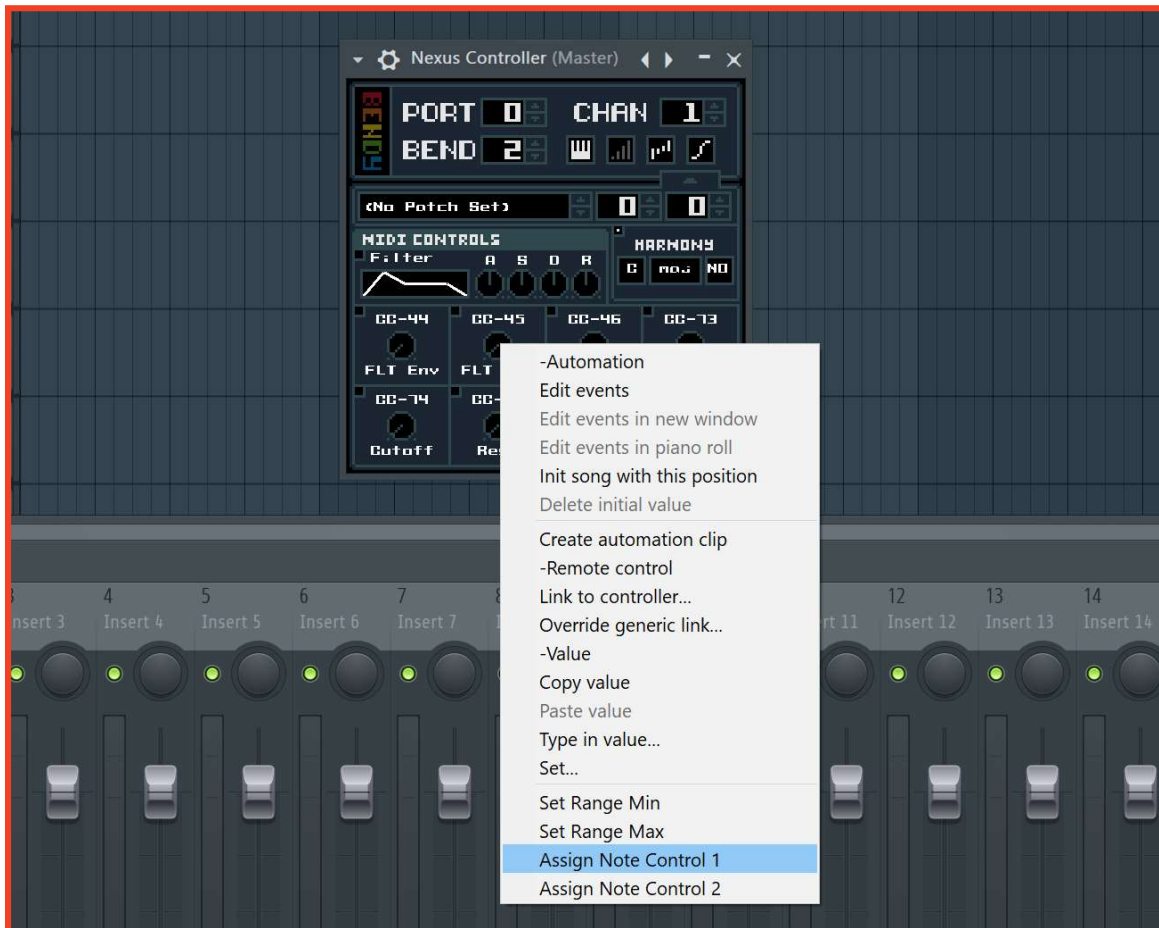 Nexus Controller (Master)
BENDY
PORT 0 CHAN 1
BEND 2
(No Patch Set) 0 0
MIDI CONTROLS
HARMONY
Filter A S D R
C maj NO
CC-44 CC-45 CC-46 CC-73
FLT Env FLT
CC-74 CC-
Cutoff Re
-Automation
Edit events
Edit events in new window
Edit events in piano roll
Init song with this position
Delete initial value
Create automation clip
-Remote control
Link to controller...
Override generic link...
-Value
Copy value
Paste value
Type in value...
Set...
Set Range Min
Set Range Max
Assign Note Control 1
Assign Note Control 2
3 4 5 6 7 8 12 13 14
nsert 3 Insert 4 Insert 5 Insert 6 Insert 7 rt 11 Insert 12 Insert 13 Insert 14